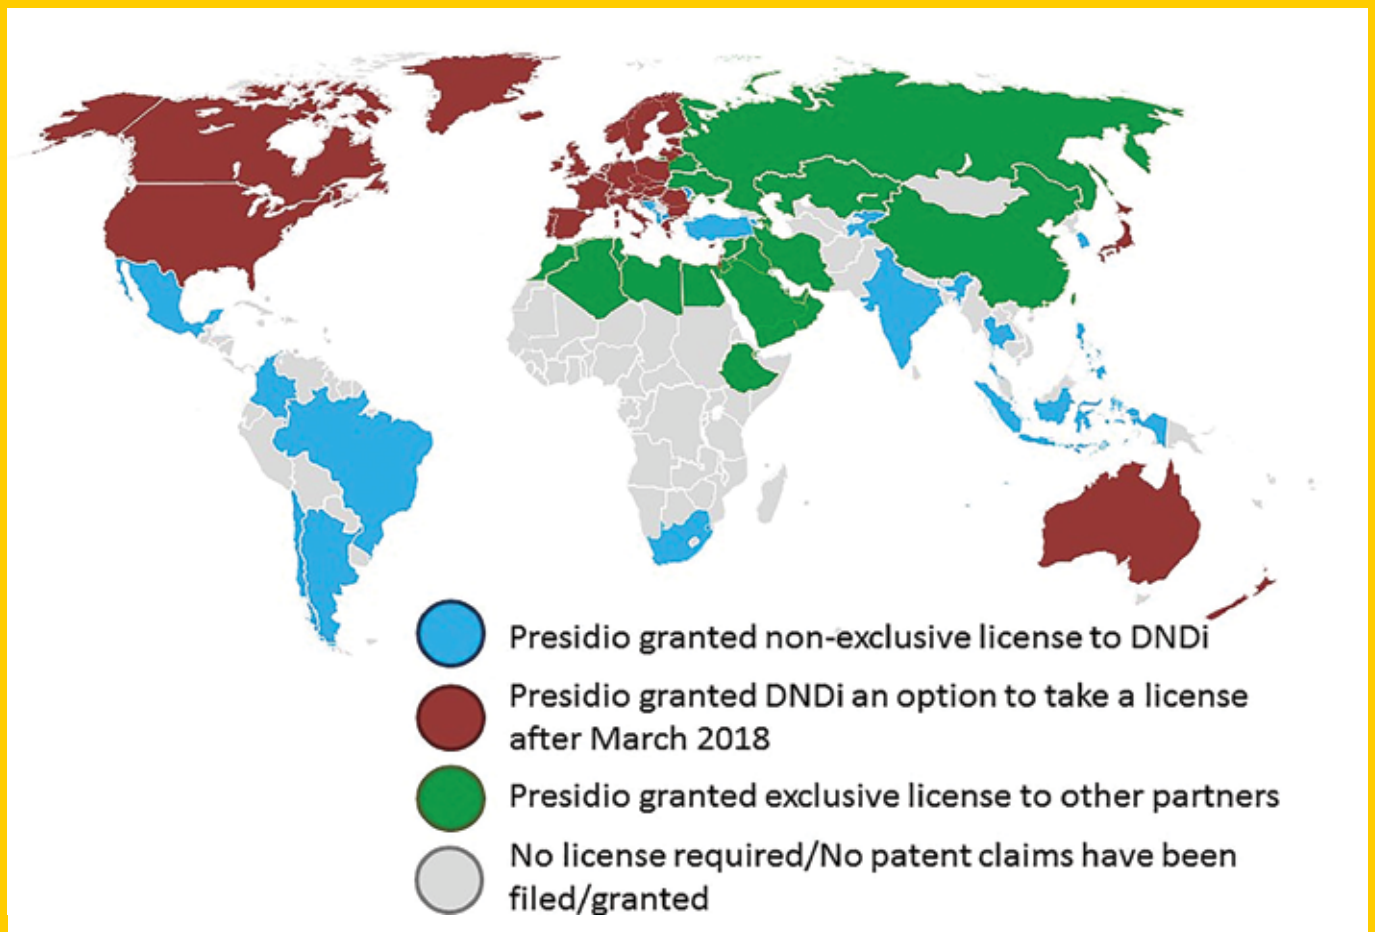 Presidio granted non-exclusive license to DNDi
Presidio granted DNDi an option to take a license
after March 2018
Presidio granted exclusive license to other partners
No license required/No patent claims have been
filed/granted